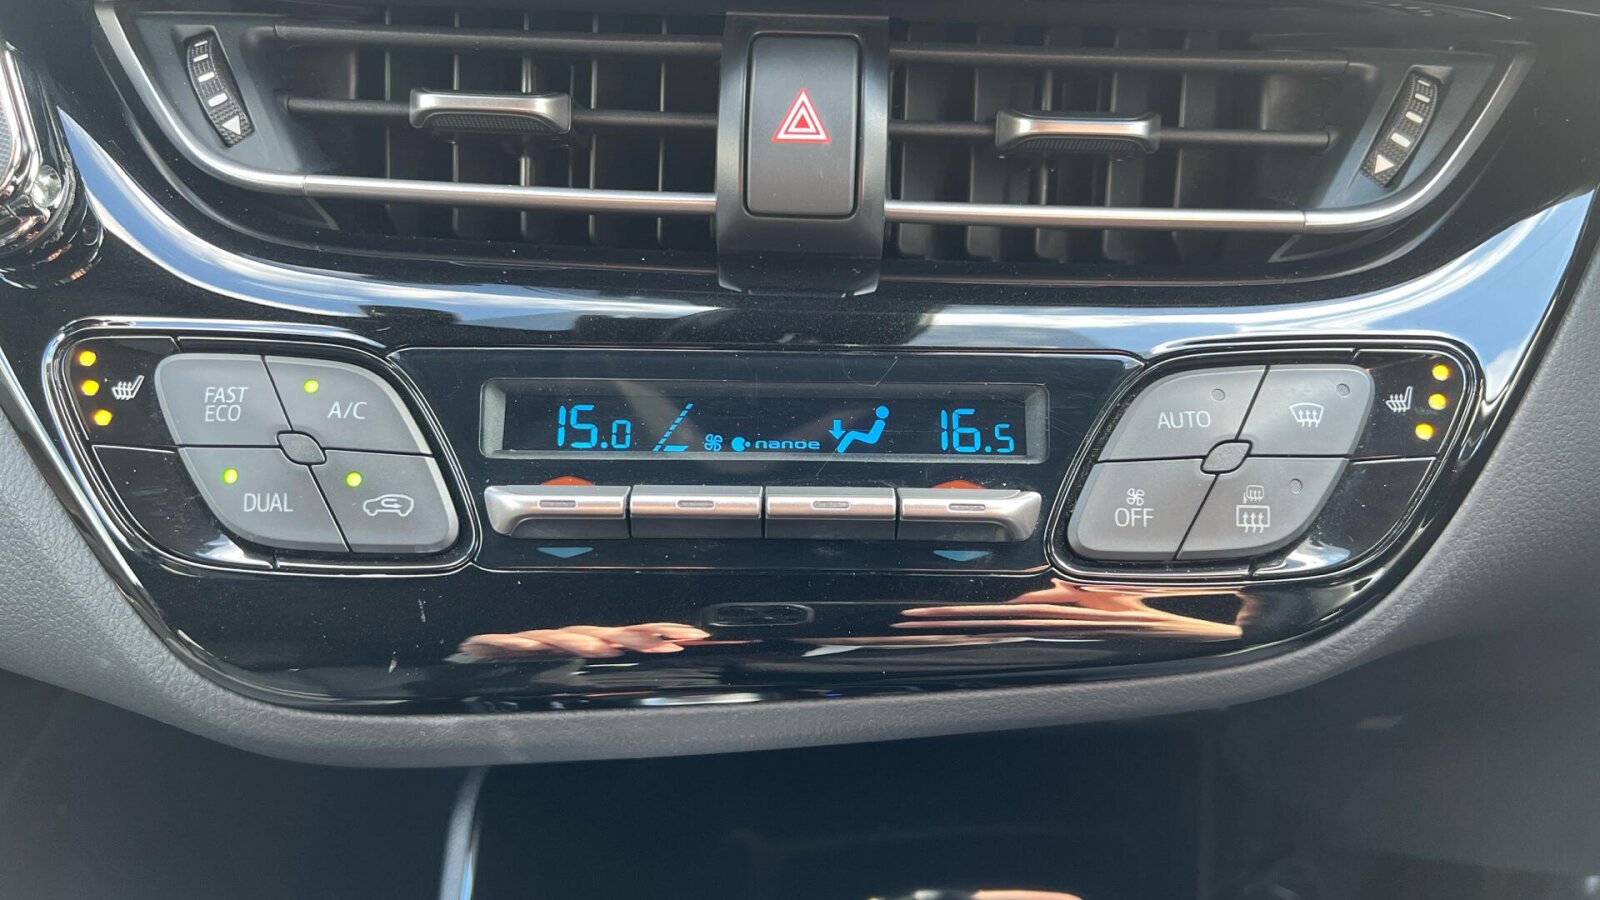 FAST
ECO
A/C
DUAL
15.0
nanoe
16.5
AUTO
OFF